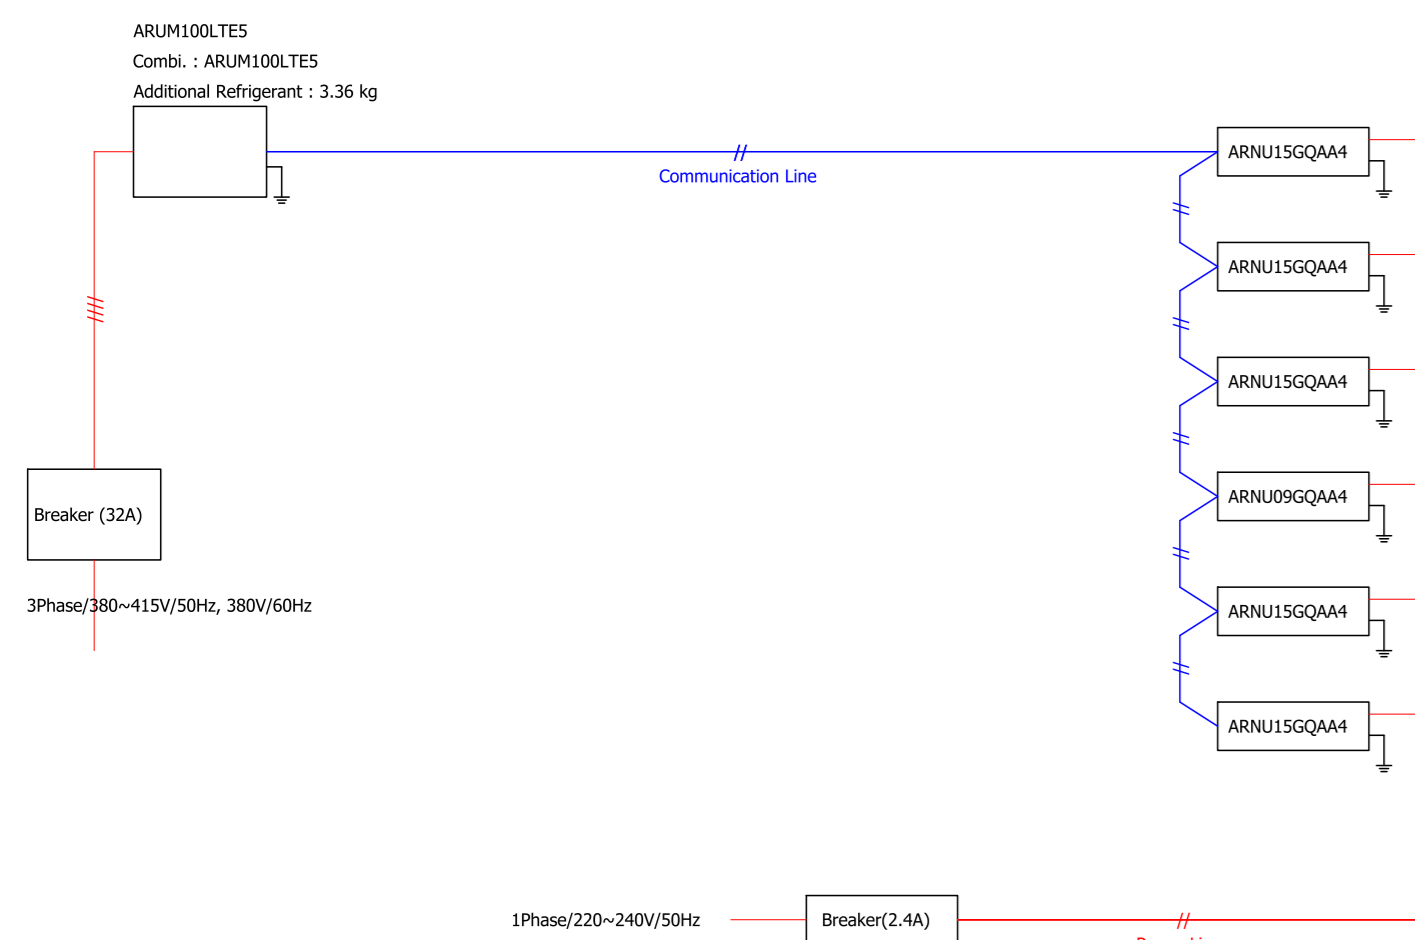 ARUM100LTE5
Combi. : ARUM100LTE5
Additional Refrigerant : 3.36 kg
Communication Line
ARNU15GQAA4
ARNU15GQAA4
ARNU15GQAA4
ARNU09GQAA4
Breaker (32A)
3Phase/380~415V/50Hz, 380V/60Hz
ARNU15GQAA4
ARNU15GQAA4
1Phase/220~240V/50Hz
Breaker(2.4A)